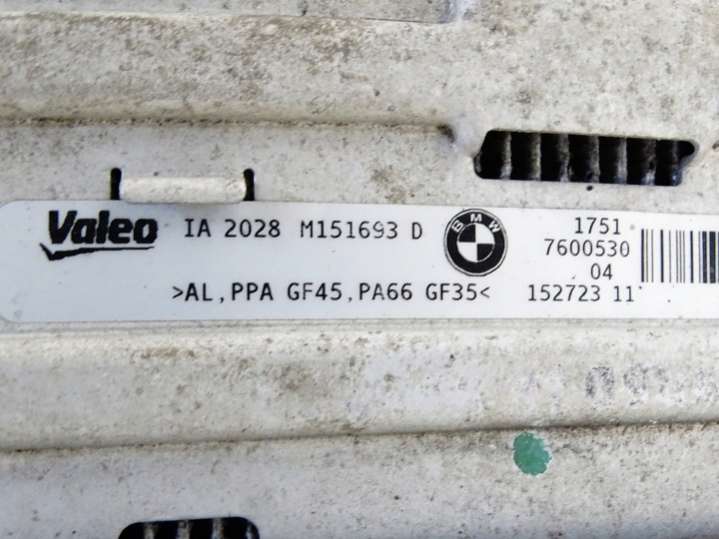 Valeo IA 2028 M151693 D BMW 1751
7600530
04
>AL,PPA GF45,PA66 GF35< 152723 11